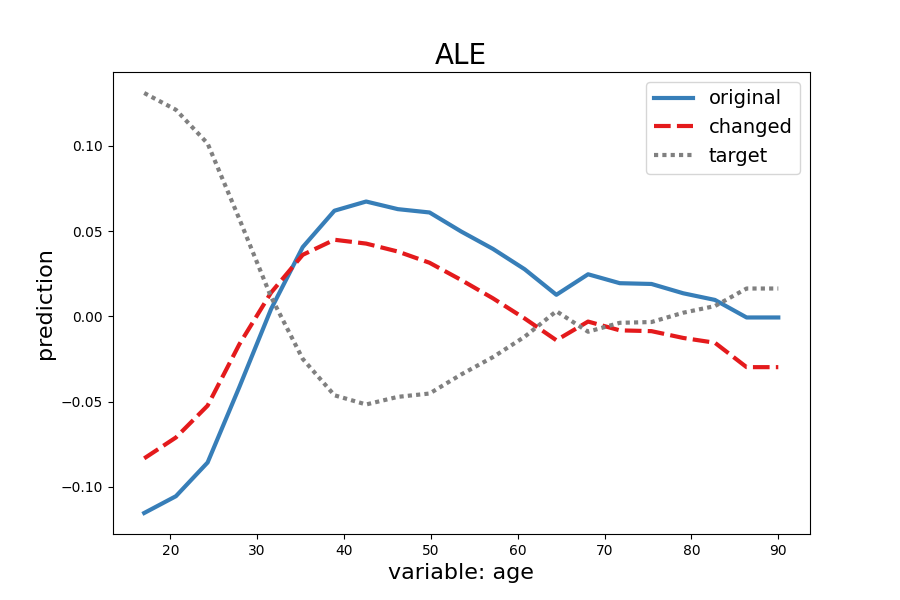 ALE
original
changed
target
prediction
0.10
0.05
0.00
−0.05
−0.10
20 30 40 50 60 70 80 90
variable: age